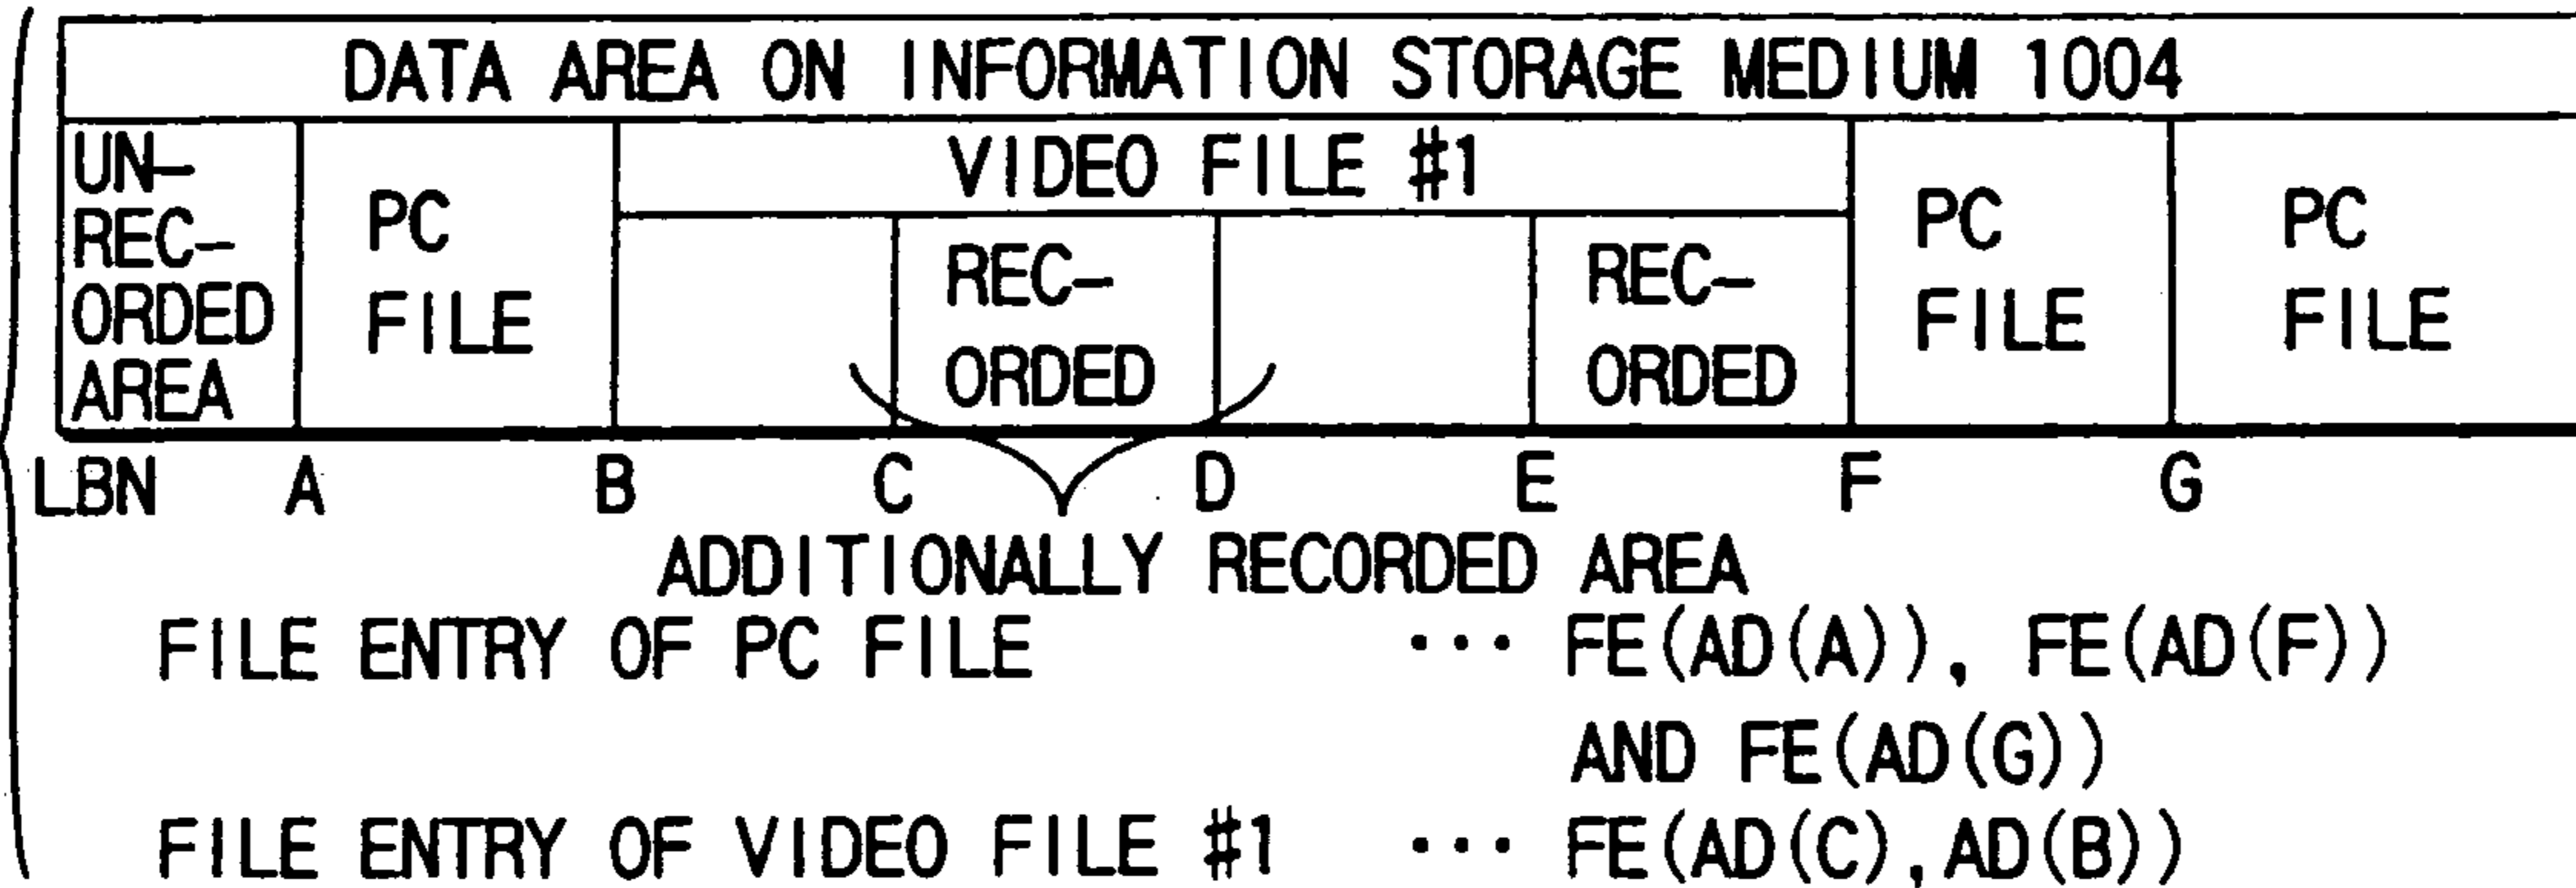 DATA AREA ON INFORMATION STORAGE MEDIUM 1004
UN-
REC-
ORDED
AREA
PC
FILE
VIDEO FILE #1
REC-
ORDED
REC-
ORDED
PC
FILE
PC
FILE
LBN A B C D E F G
ADDITIONALLY RECORDED AREA
FILE ENTRY OF PC FILE ··· FE(AD(A)), FE(AD(F))
AND FE(AD(G))
FILE ENTRY OF VIDEO FILE #1 ··· FE(AD(C),AD(B))